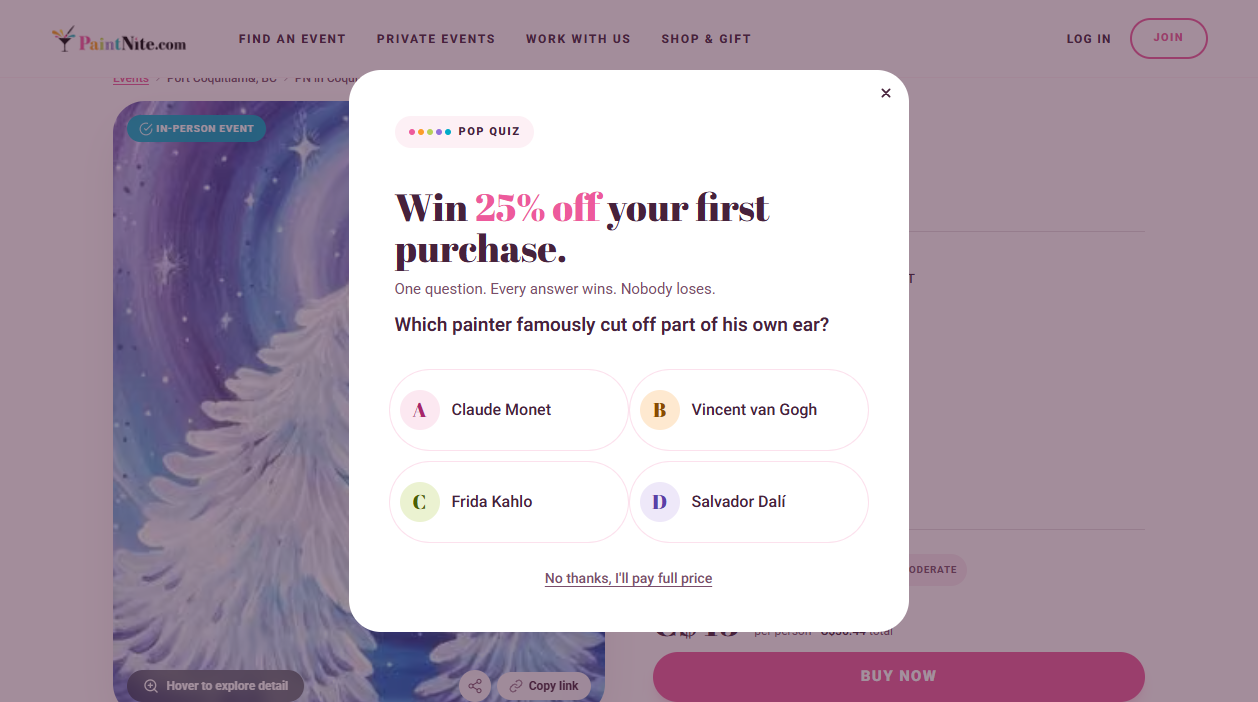 PaintNite.com
FIND AN EVENT
PRIVATE EVENTS
WORK WITH US
SHOP & GIFT
LOG IN
JOIN
Events › Port Coquitlam, BC › PN in Coqui
IN-PERSON EVENT
POP QUIZ
Win 25% off your first
purchase.
One question. Every answer wins. Nobody loses.
Which painter famously cut off part of his own ear?
A Claude Monet
B Vincent van Gogh
C Frida Kahlo
D Salvador Dalí
No thanks, I'll pay full price
T
ODERATE
per person
total
BUY NOW
Hover to explore detail
Copy link